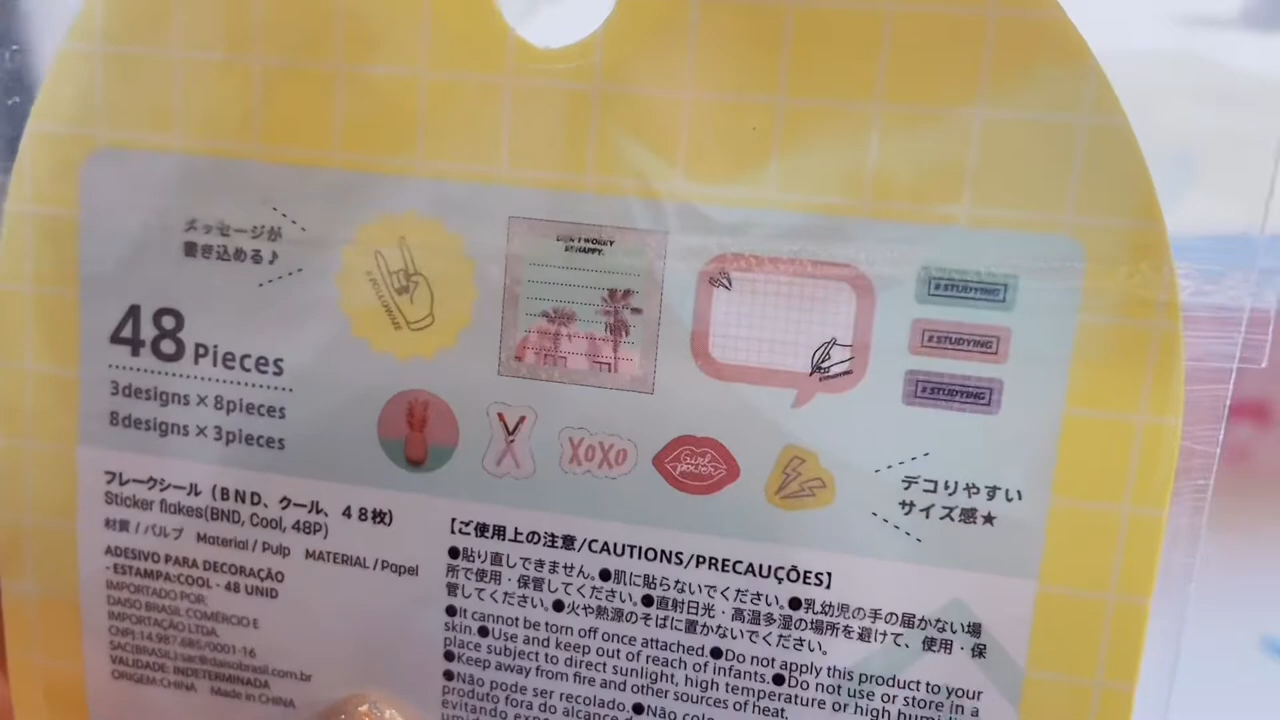 メッセージが
書き込める♪
#FOLLOWME
DON'T WORRY
BE HAPPY.
#STUDYING
#STUDYING
#STUDYING
#STUDYING
48 Pieces
3designs×8pieces
8designs×3pieces
X
XOXO
Girl
power
デコりやすい
サイズ感★
フレークシール（BND、クール、48枚）
Sticker flakes(BND, Cool, 48P)
材質/パルプ Material/Pulp MATERIAL/Papel
ADESIVO PARA DECORAÇÃO
- ESTAMPA:COOL - 48 UNID
IMPORTADO POR:
DAISO BRASIL COMÉRCIO E
IMPORTAÇÃO LTDA.
CNPJ:14.987.685/0001-16
SAC(BRASIL):sac@daisobrasil.com.br
VALIDADE: INDETERMINADA
ORIGEM:CHINA Made in CHINA
【ご使用上の注意/CAUTIONS/PRECAUÇÕES】
●貼り直しできません。●肌に貼らないでください。●乳幼児の手の届かない場
所で使用・保管してください。●直射日光・高温多湿の場所を避けて、使用・保
管してください。●火や熱源のそばに置かないでください。
●It cannot be torn off once attached.●Do not apply this product to your
skin.●Use and keep out of reach of infants.●Do not use or store in a
place subject to direct sunlight, high temperature or high
●Keep away from fire and other sources of heat.
●Não pode ser recolado.●Não
produto fora do alcance
evitando